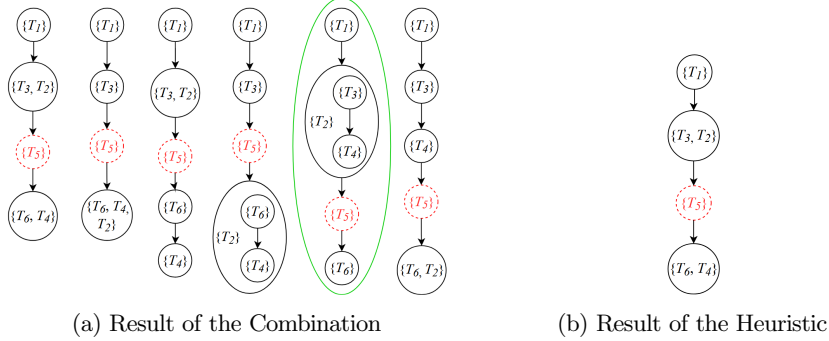 {T1} {T1} {T1} {T1} {T1} {T1}
{T3, T2} {T3} {T3, T2} {T3} {T3} {T3}
{T2}
{T5} {T5} {T5} {T5} {T4} {T4}
{T6, T4} {T6, T4, T2} {T6} {T6} {T5} {T5}
{T2}
{T4} {T4} {T6} {T6, T2}
{T1}
{T3, T2}
{T5}
{T6, T4}
(a) Result of the Combination
(b) Result of the Heuristic